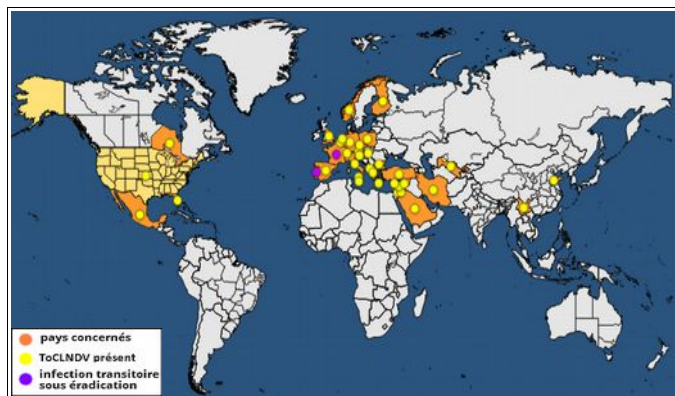 pays concernés
ToCLNDV présent
infection transitoire
sous éradication